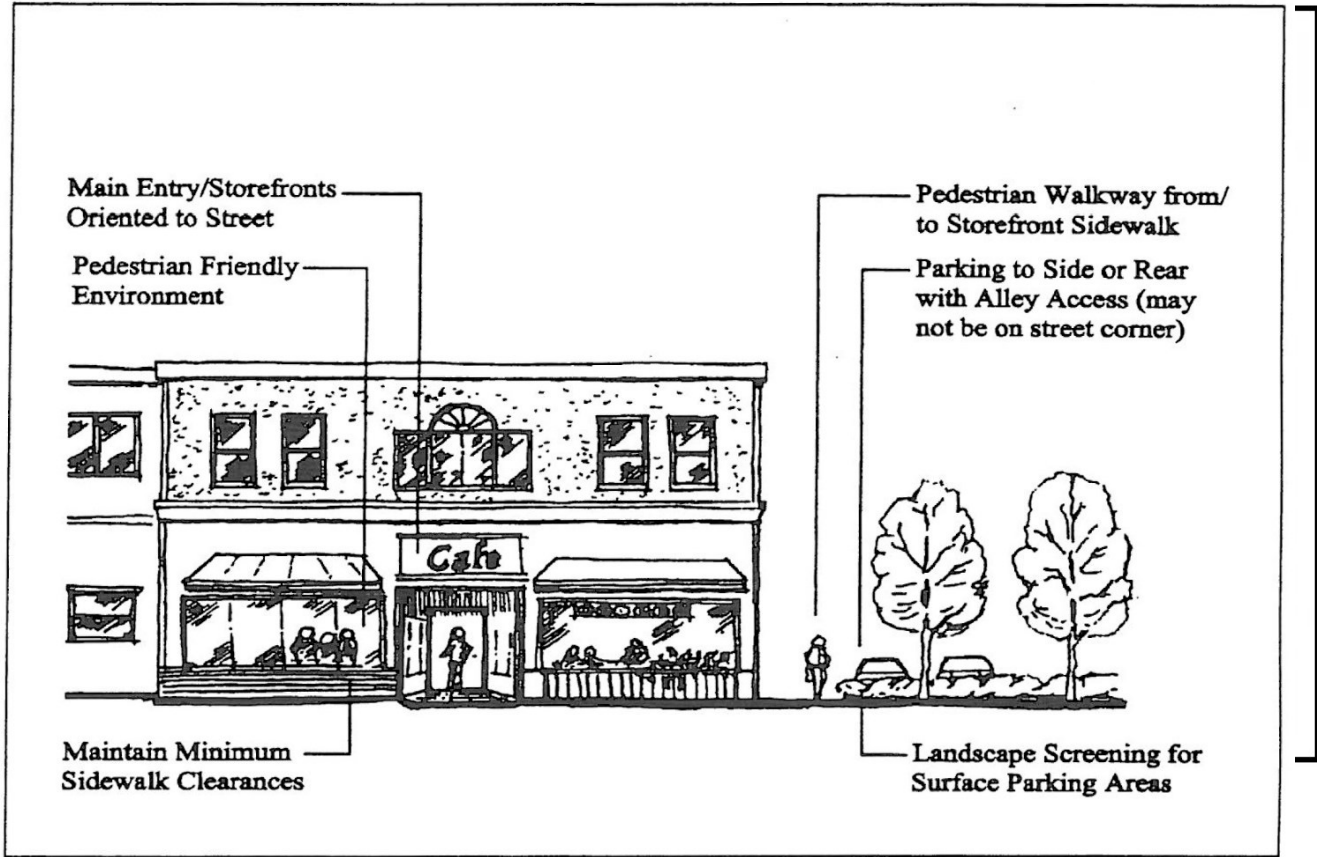 Main Entry/Storefronts
Oriented to Street
Pedestrian Friendly
Environment
Pedestrian Walkway from/
to Storefront Sidewalk
Parking to Side or Rear
with Alley Access (may
not be on street corner)
Cafe
Maintain Minimum
Sidewalk Clearances
Landscape Screening for
Surface Parking Areas